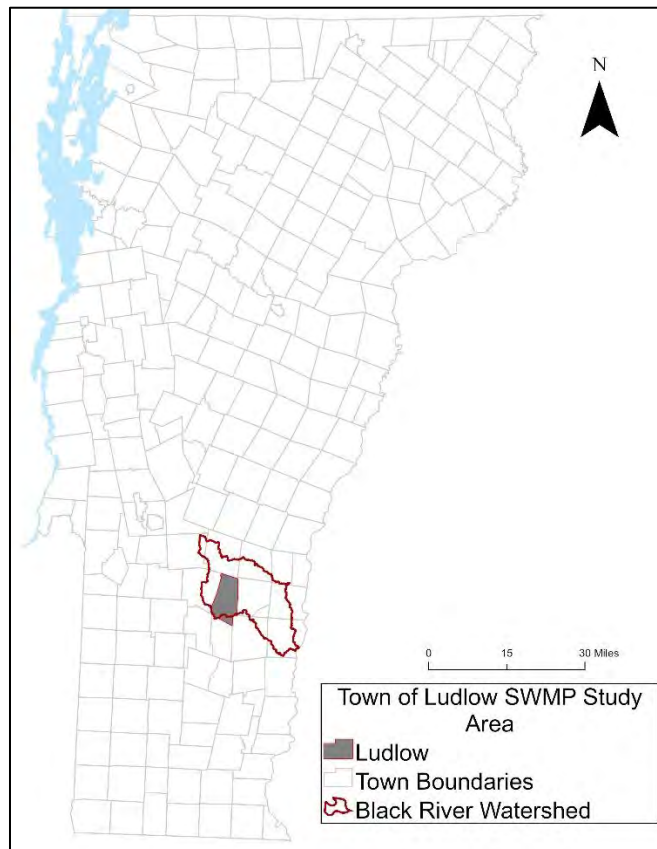 N
0 15 30 Miles
Town of Ludlow SWMP Study
Area
Ludlow
Town Boundaries
Black River Watershed